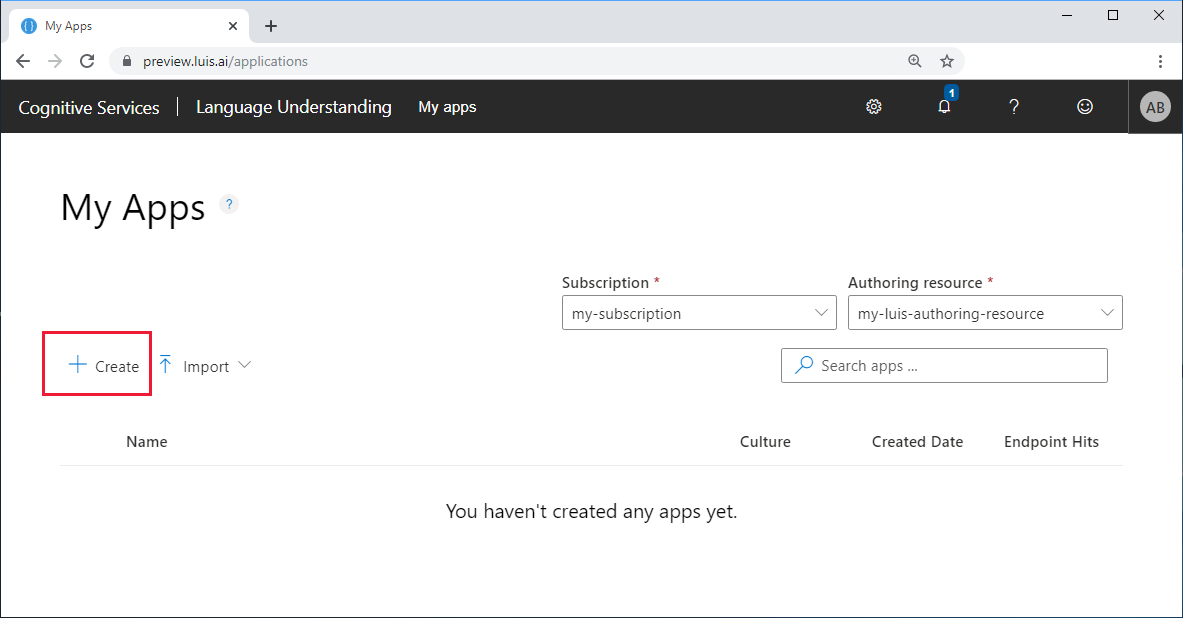 My Apps
preview.luis.ai/applications
Cognitive Services Language Understanding My apps 1 ? AB
My Apps ?
Subscription * Authoring resource *
my-subscription my-luis-authoring-resource
Create Import Search apps ...
Name Culture Created Date Endpoint Hits
You haven't created any apps yet.